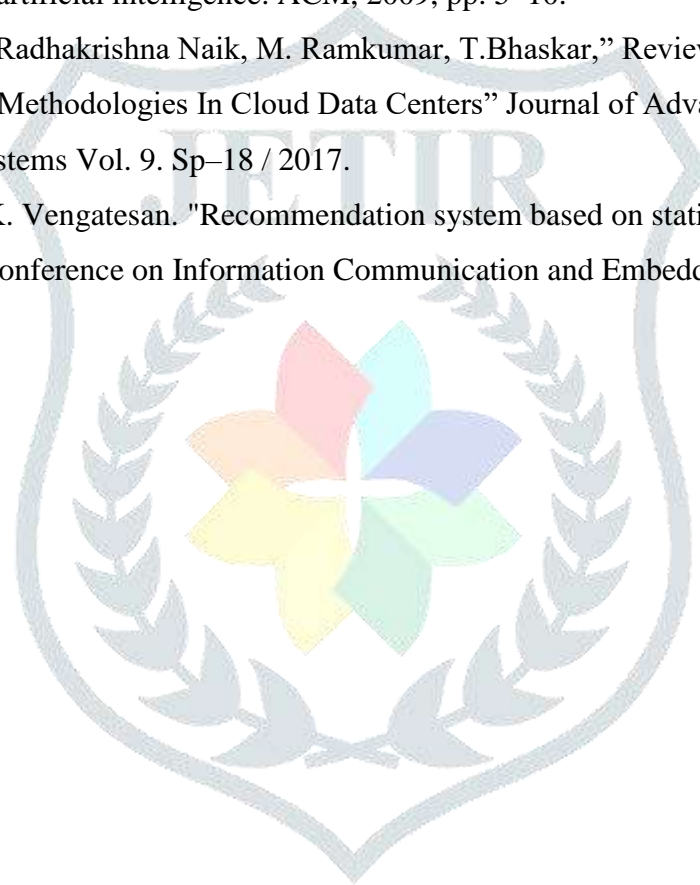 artificial intelligence. ACM, 2009, pp. 3–10.
Radhakrishna Naik, M. Ramkumar, T.Bhaskar,” Review
Methodologies In Cloud Data Centers” Journal of Adva
stems Vol. 9. Sp–18 / 2017.
K. Vengatesan. "Recommendation system based on stati
onference on Information Communication and Embedd
JETIR